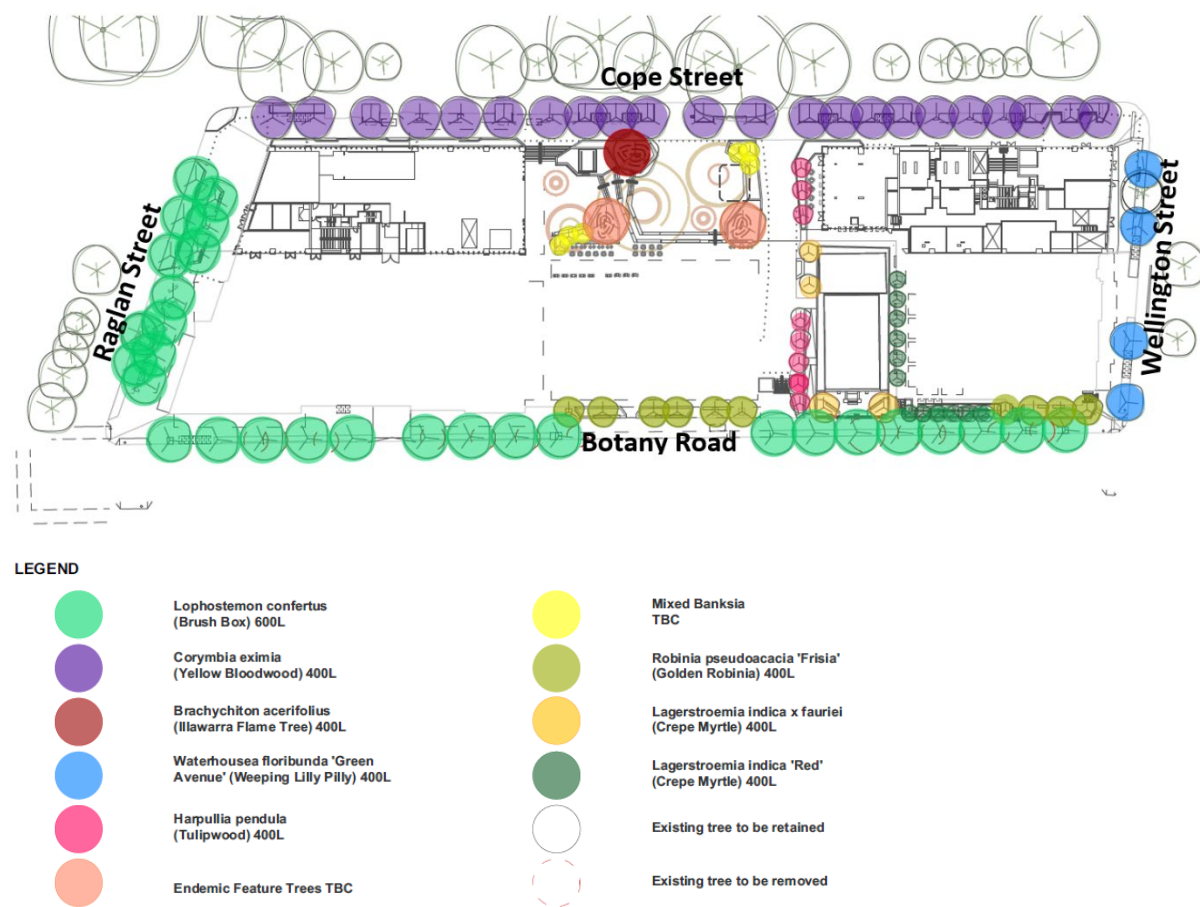 Cope Street
Raglan Street
Wellington Street
Botany Road
LEGEND
Lophostemon confertus
(Brush Box) 600L
Corymbia eximia
(Yellow Bloodwood) 400L
Brachychiton acerifolius
(Illawarra Flame Tree) 400L
Waterhousea floribunda 'Green
Avenue' (Weeping Lilly Pilly) 400L
Harpullia pendula
(Tulipwood) 400L
Endemic Feature Trees TBC
Mixed Banksia
TBC
Robinia pseudoacacia 'Frisia'
(Golden Robinia) 400L
Lagerstroemia indica x fauriei
(Crepe Myrtle) 400L
Lagerstroemia indica 'Red'
(Crepe Myrtle) 400L
Existing tree to be retained
Existing tree to be removed